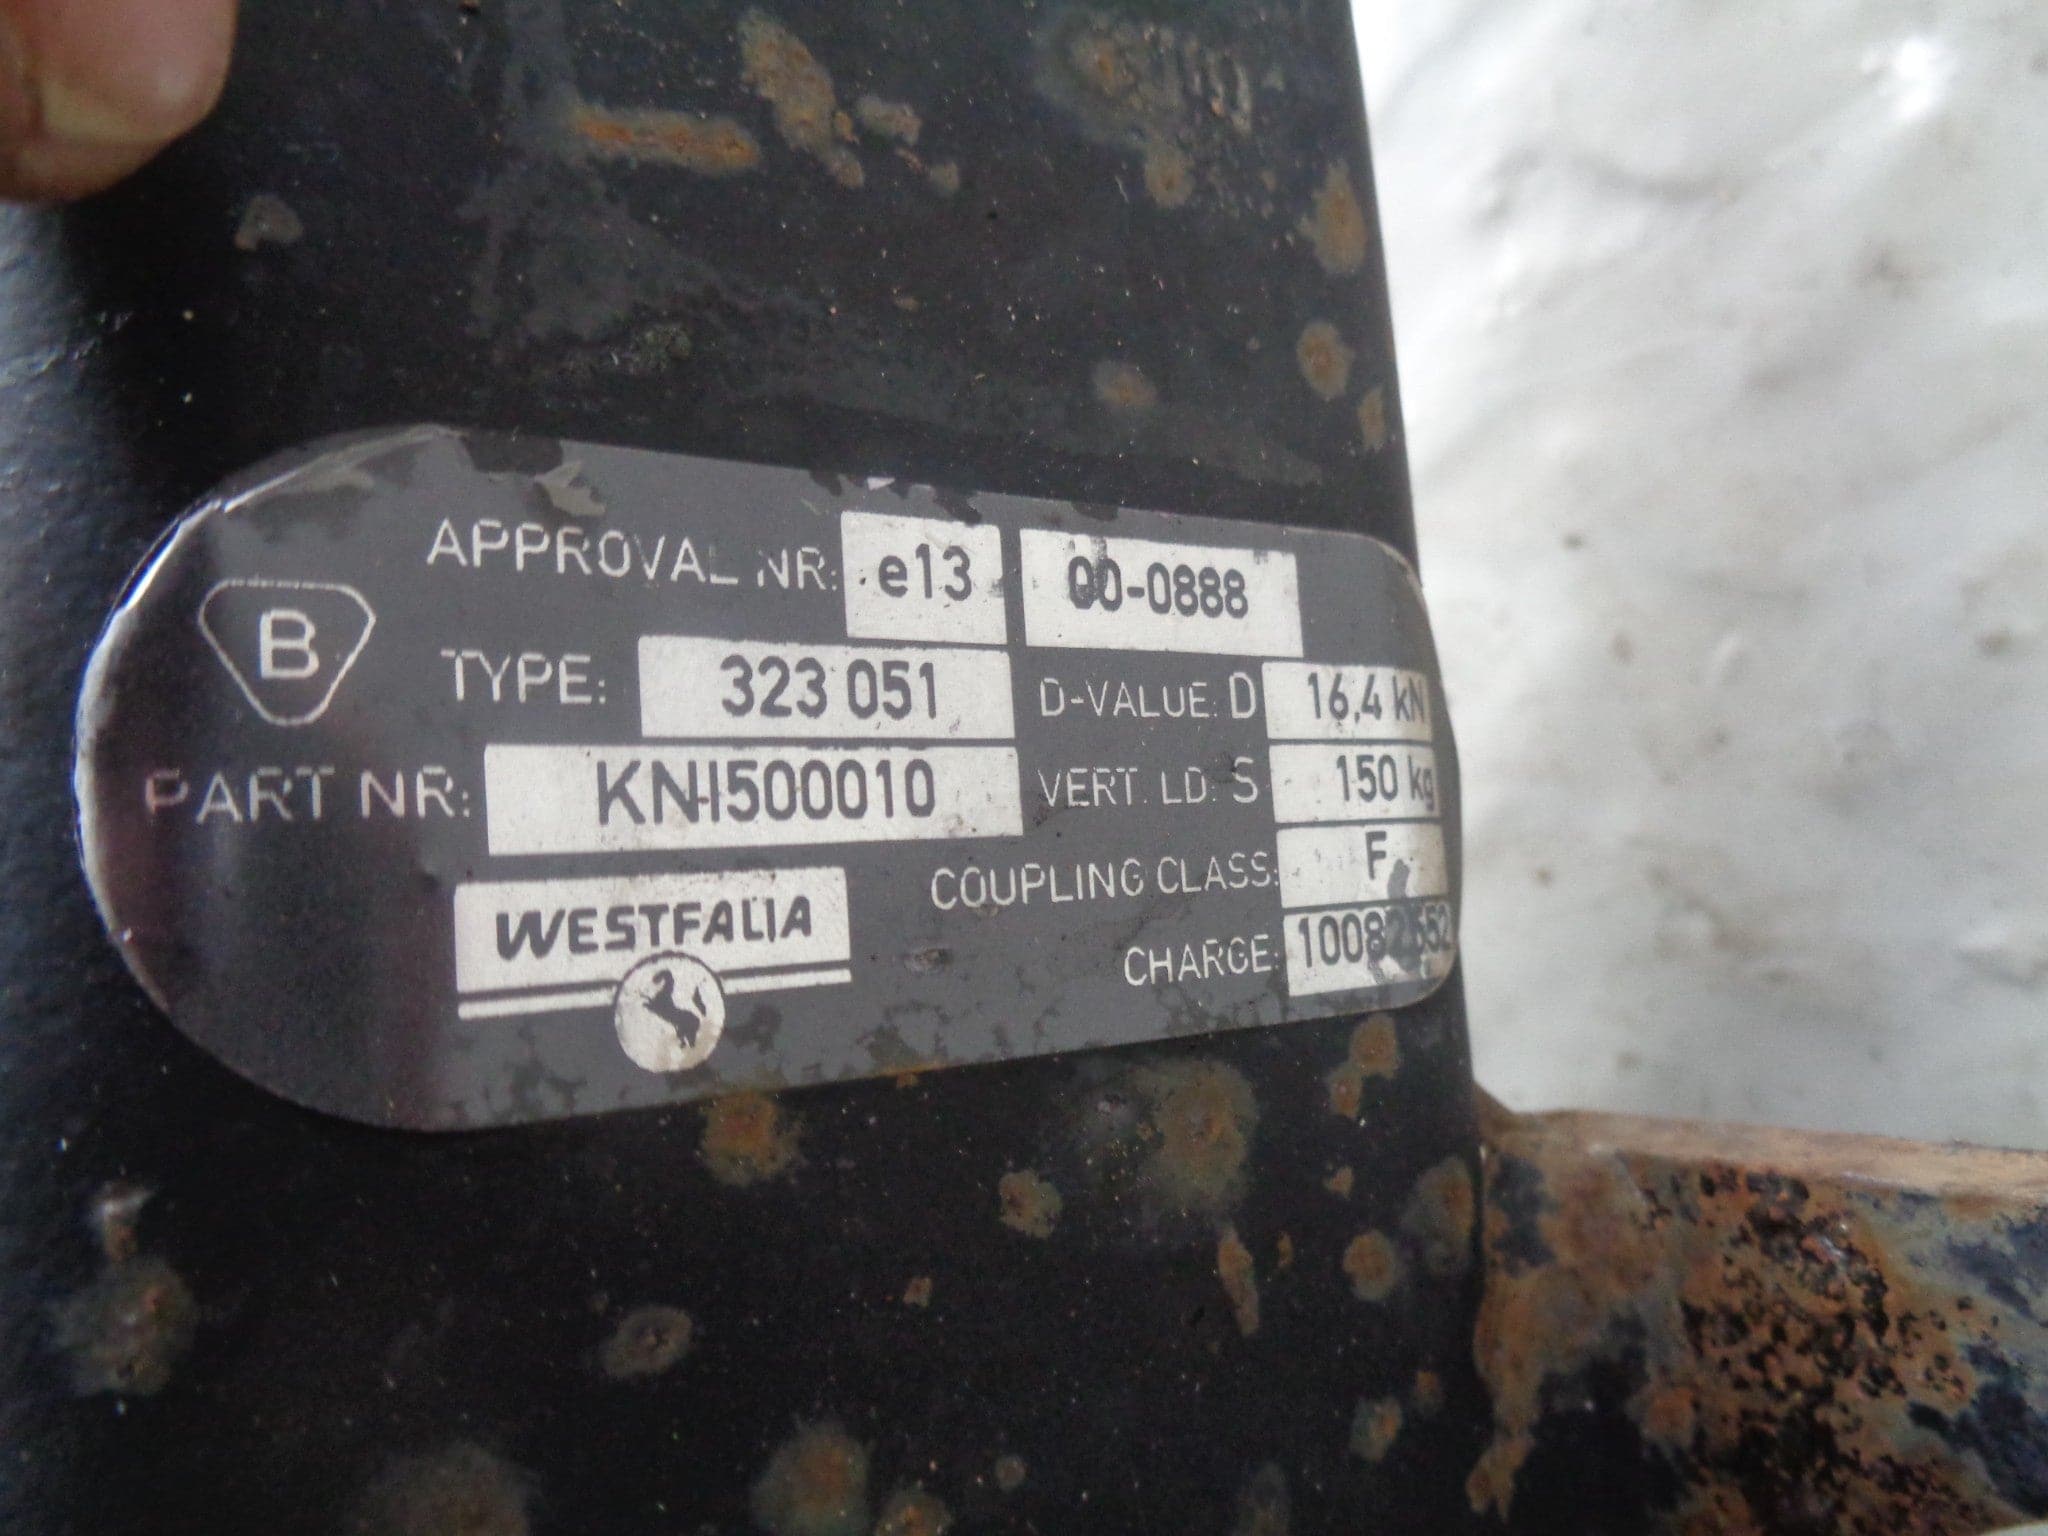 APPROVAL NR: e13 00-0888
B
TYPE: 323 051 D-VALUE: D 16,4 kN
PART NR: KNI500010 VERT. LD: S 150 kg
COUPLING CLASS: F
WESTFALIA
CHARGE: